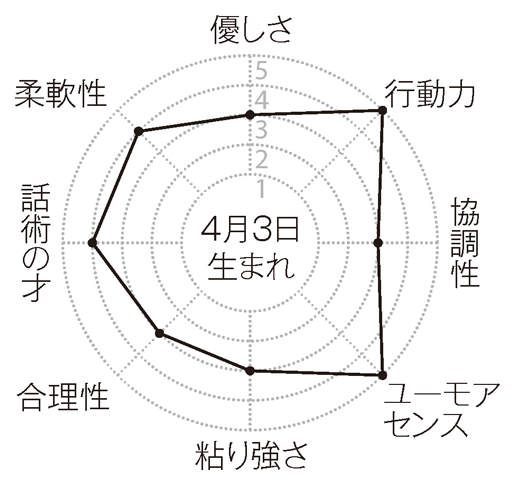 優しさ
行動力
協調性
ユーモア
センス
粘り強さ
合理性
話術の才
柔軟性
5
4
3
2
1
4月3日
生まれ